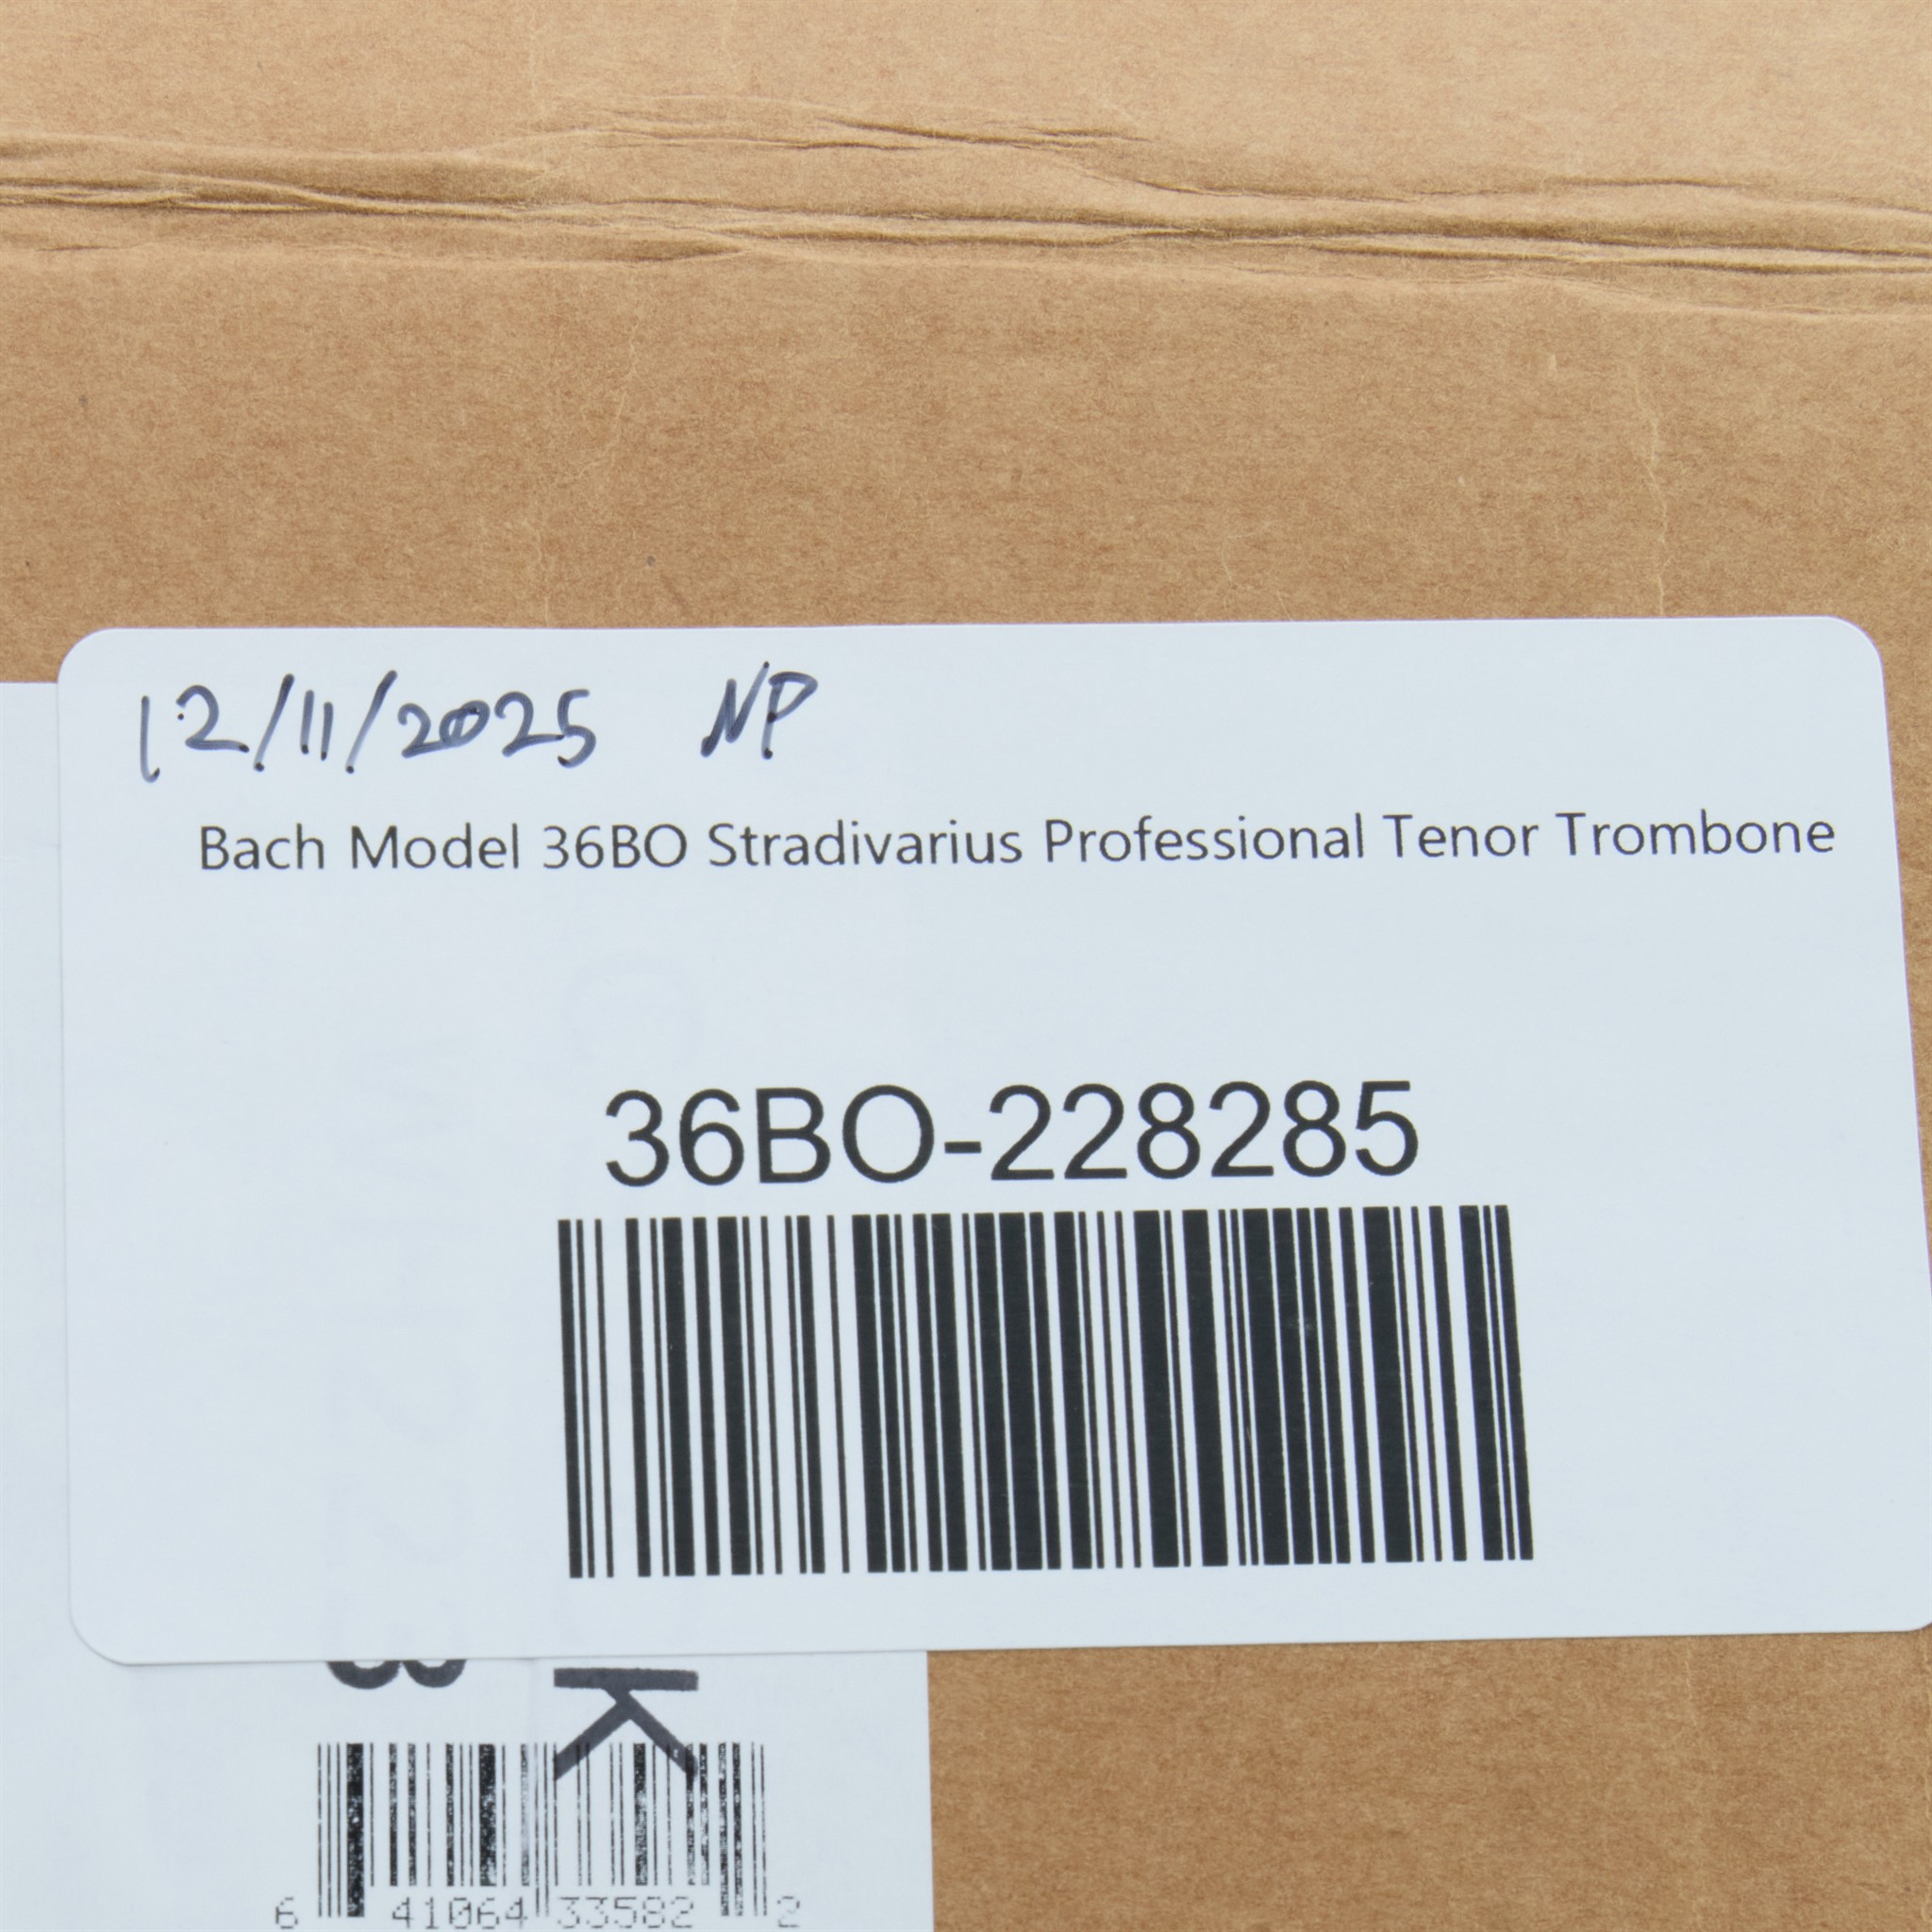 12/11/2025 NP
Bach Model 36BO Stradivarius Professional Tenor Trombone
36BO-228285
K
6 41064 33582 2